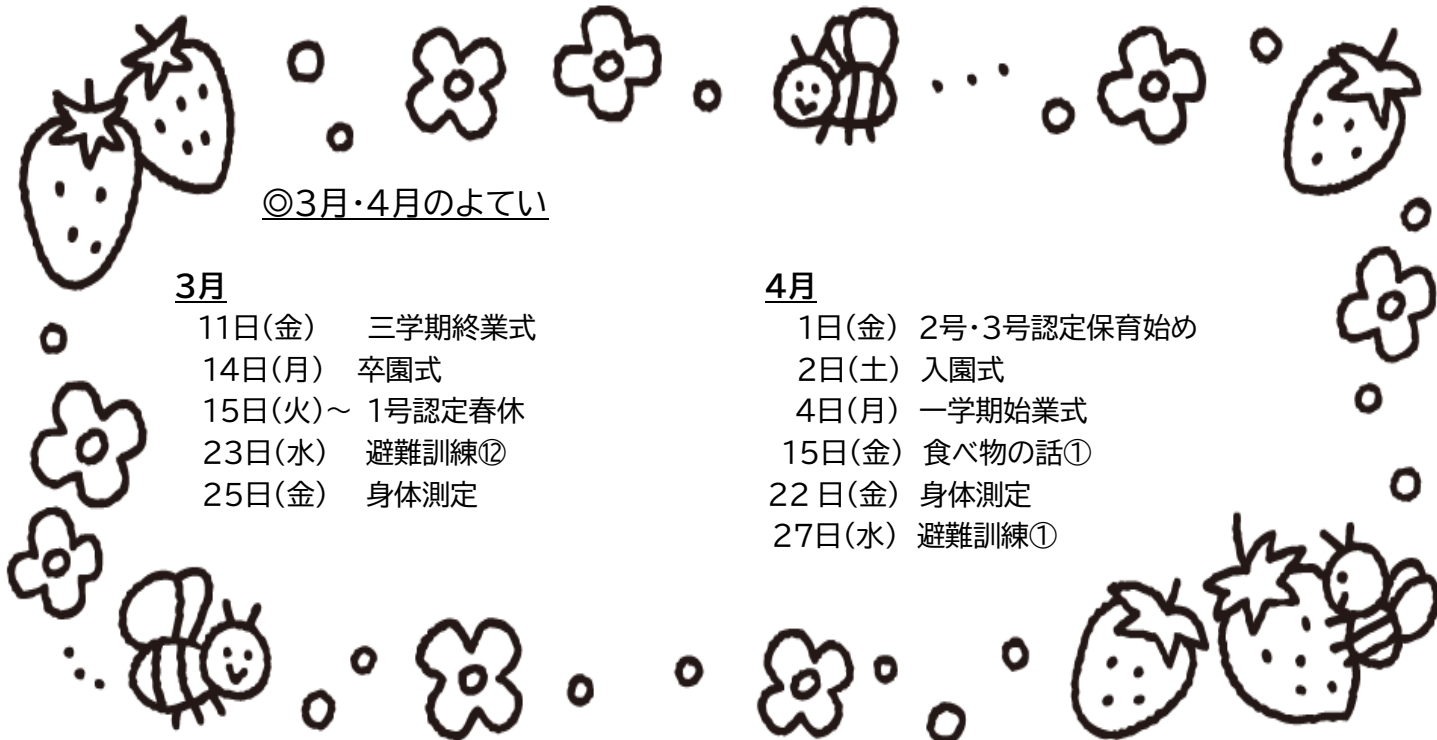 ◎3月・4月のよてい
3月
11日(金) 三学期終業式
14日(月) 卒園式
15日(火)～ 1号認定春休
23日(水) 避難訓練⑫
25日(金) 身体測定
4月
1日(金) 2号・3号認定保育始め
2日(土) 入園式
4日(月) 一学期始業式
15日(金) 食べ物の話①
22日(金) 身体測定
27日(水) 避難訓練①